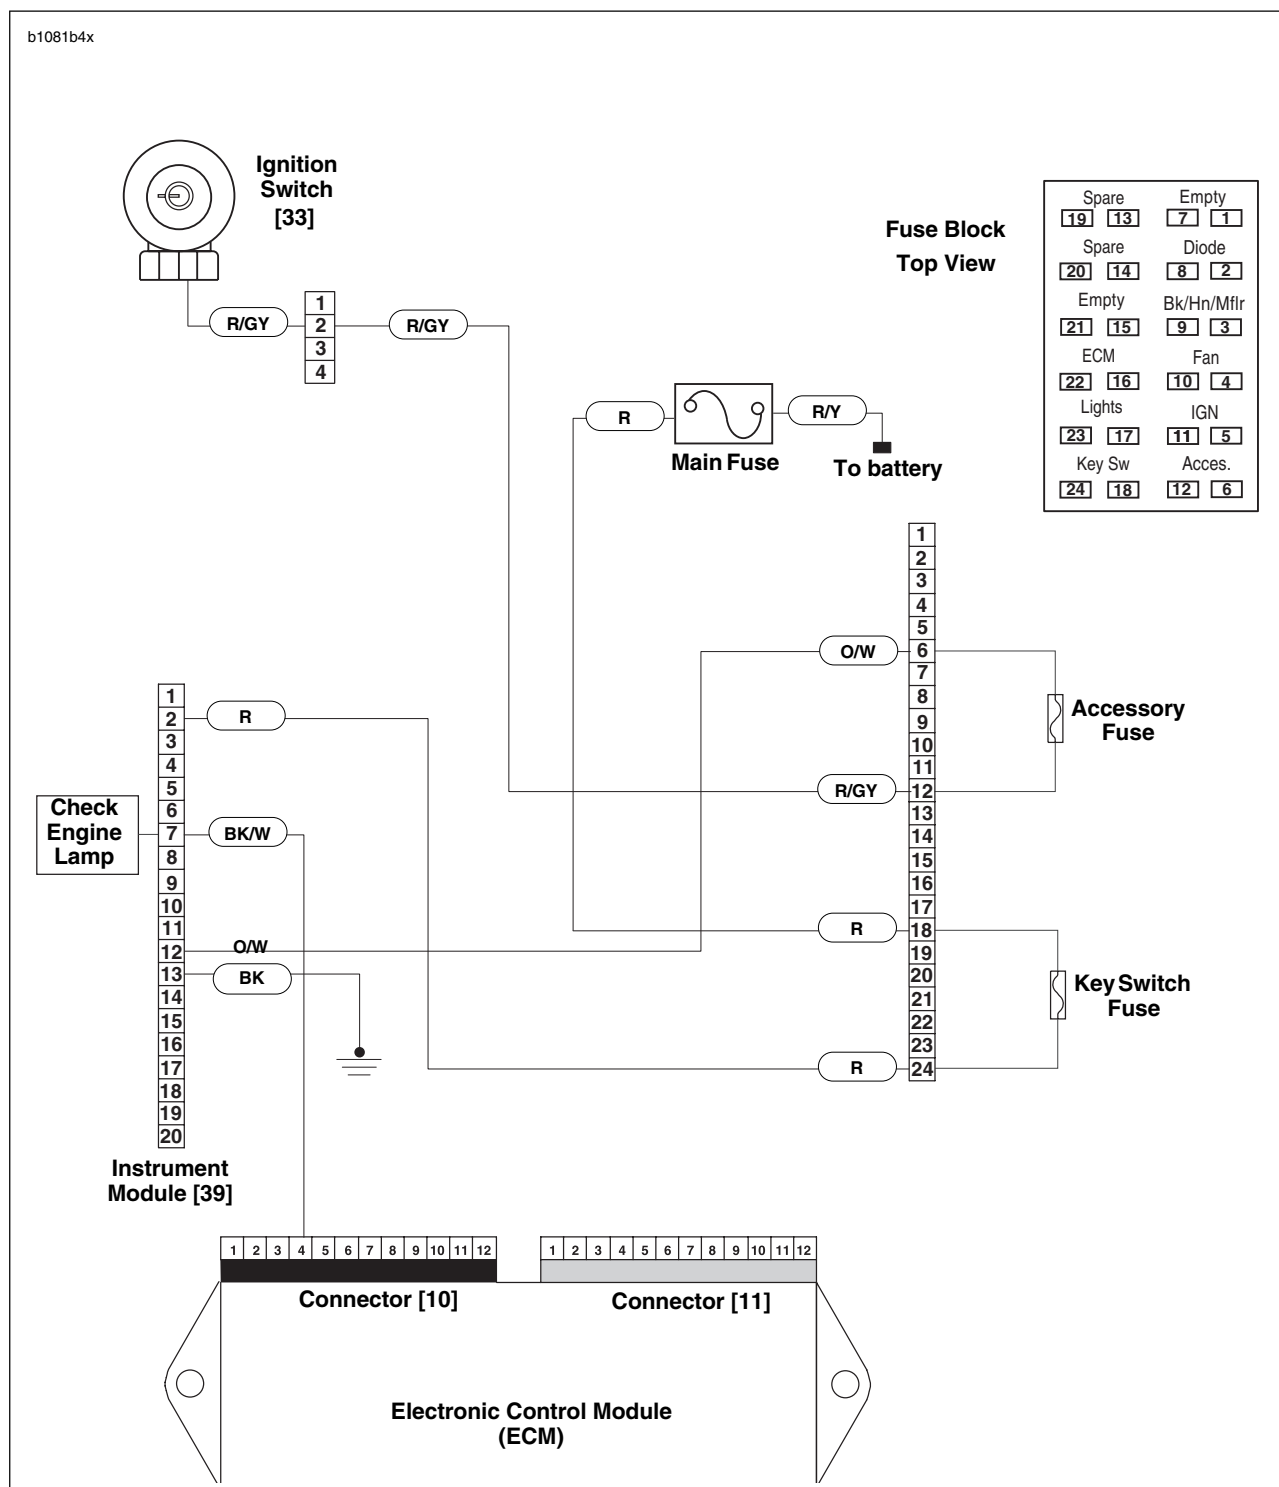 b1081b4x
Ignition
Switch
[33]
R/GY
1
2
3
4
R/GY
Fuse Block
Top View
Spare Empty
19 13 7 1
Spare Diode
20 14 8 2
Empty Bk/Hn/Mflr
21 15 9 3
ECM Fan
22 16 10 4
Lights IGN
23 17 11 5
Key Sw Acces.
24 18 12 6
R
R/Y
Main Fuse
To battery
1
2
3
4
5
6
7
8
9
10
11
12
13
14
15
16
17
18
19
20
21
22
23
24
O/W
R/GY
R
R
Accessory
Fuse
Key Switch
Fuse
1
2
3
4
5
6
7
8
9
10
11
12
13
14
15
16
17
18
19
20
R
BK/W
O/W
BK
Check
Engine
Lamp
Instrument
Module [39]
1 2 3 4 5 6 7 8 9 10 11 12
1 2 3 4 5 6 7 8 9 10 11 12
Connector [10]
Connector [11]
Electronic Control Module
(ECM)